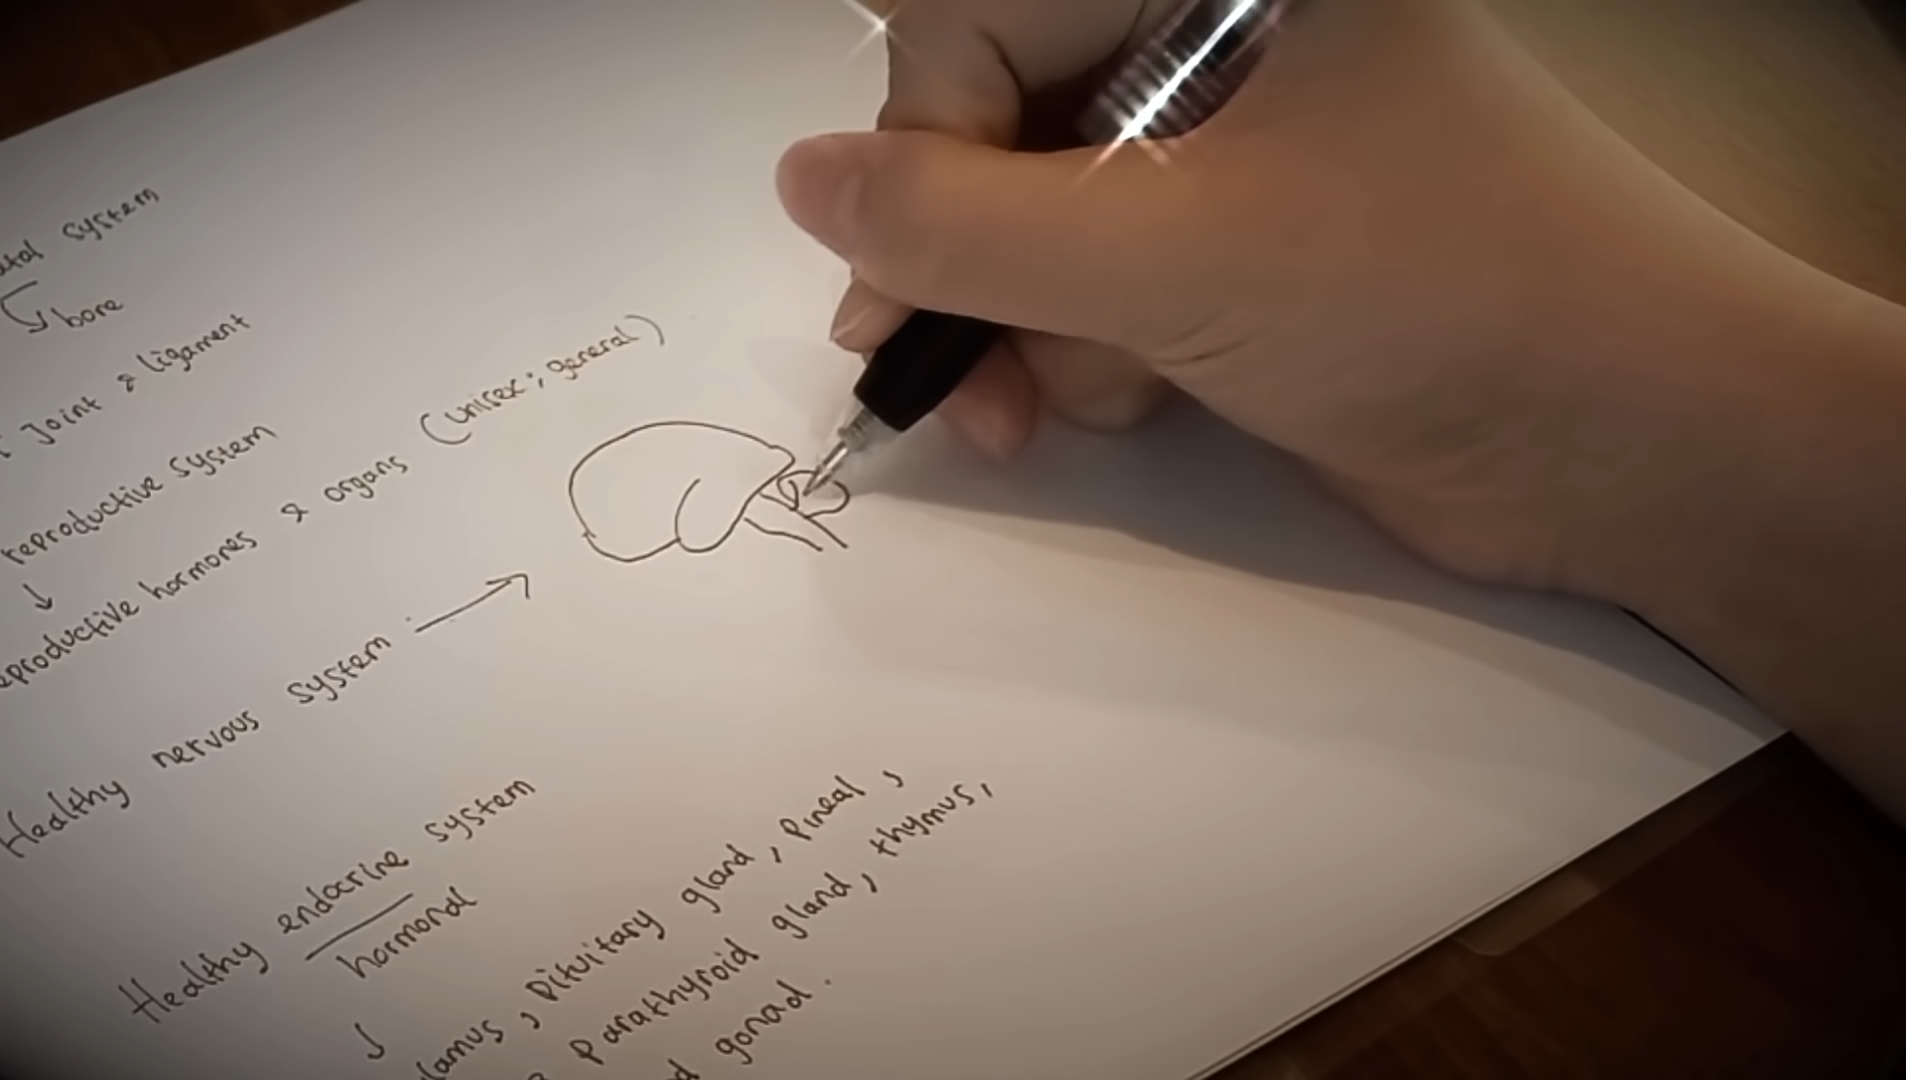 system
bone
Joint & ligament
reproductive system
reproductive hormones & organs (unisex; general)
Healthy nervous system
Healthy endocrine system
hormonal
Pituitary gland, Pineal,
Parathyroid gland, thymus,
gonad.